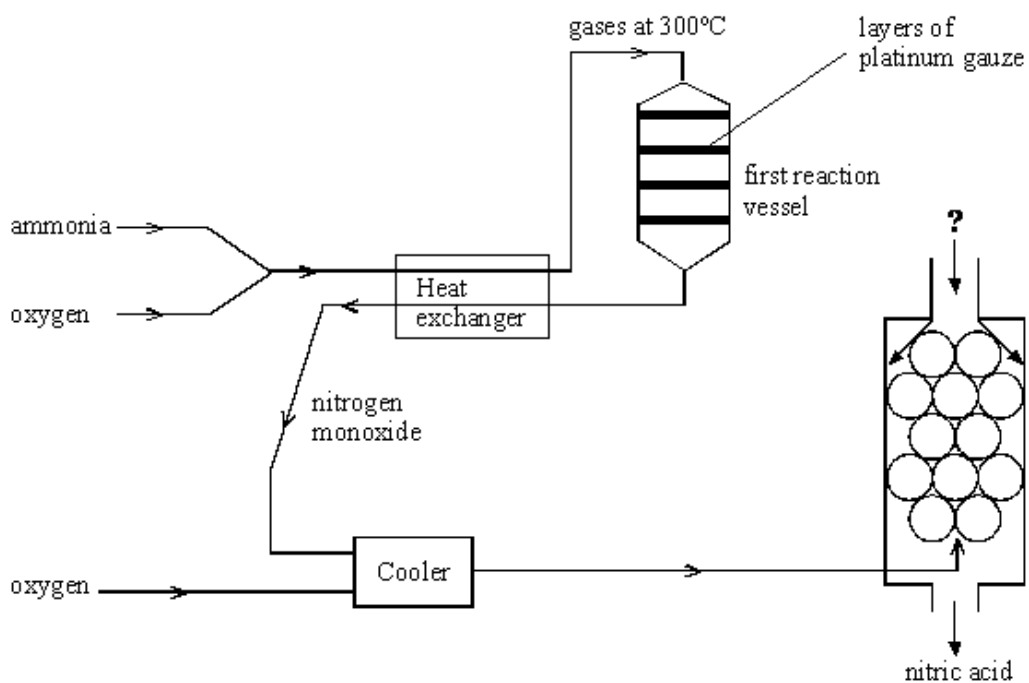 gases at 300°C
layers of
platinum gauze
first reaction
vessel
ammonia
?
Heat
exchanger
oxygen
nitrogen
monoxide
Cooler
oxygen
nitric acid